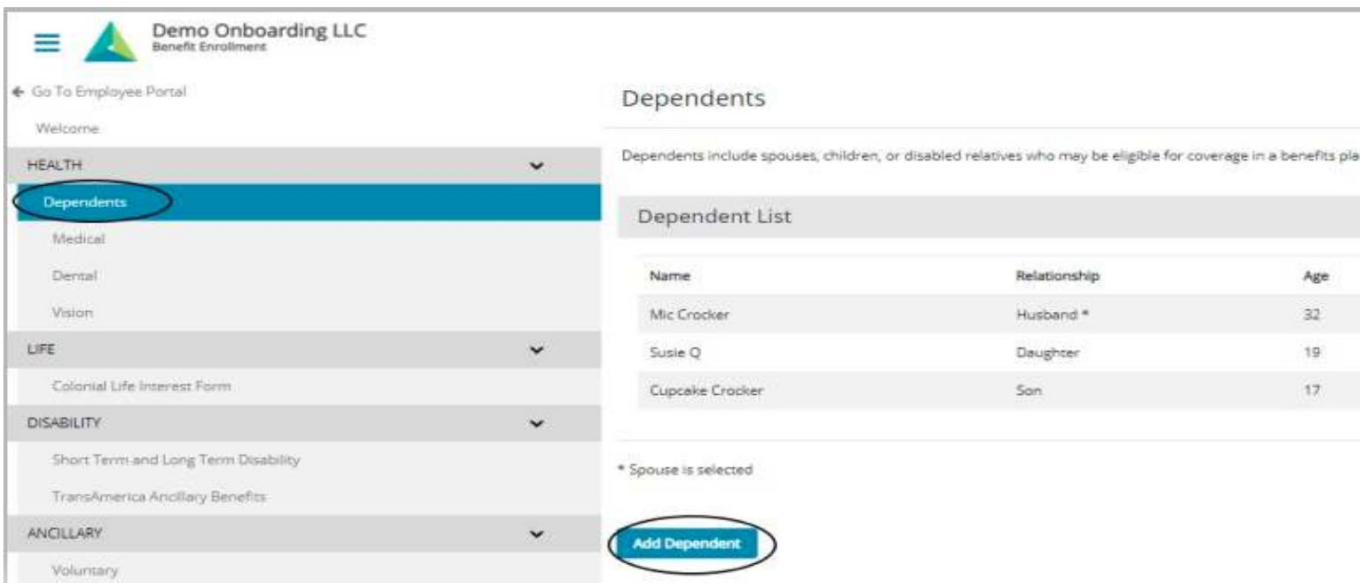 Demo Onboarding LLC
Benefit Enrollment
Go To Employee Portal
Welcome
HEALTH
Dependents
Medical
Dental
Vision
LIFE
Colonial Life Interest Form
DISABILITY
Short Term and Long Term Disability
TransAmerica Ancillary Benefits
ANCILLARY
Voluntary
Dependents
Dependents include spouses, children, or disabled relatives who may be eligible for coverage in a benefits pla
Dependent List
Name Relationship Age
Mic Crocker Husband * 32
Susie Q Daughter 19
Cupcake Crocker Son 17
* Spouse is selected
Add Dependent